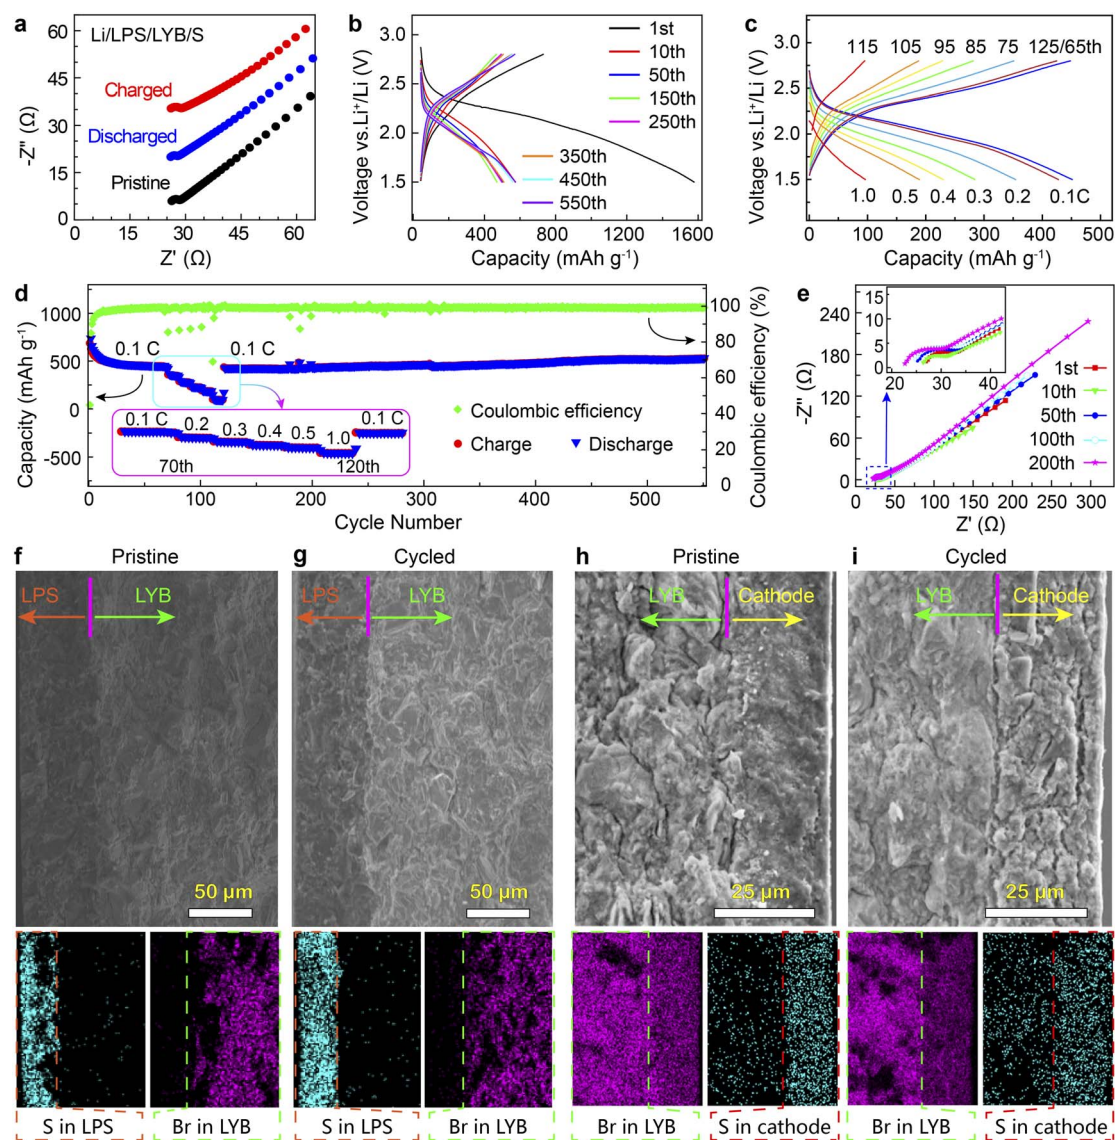 a
Li/LPS/LYB/S
Charged
Discharged
Pristine
-Z'' (Ω)
60
45
30
15
0
0 15 30 45 60
Z' (Ω)
b
1st
10th
50th
150th
250th
350th
450th
550th
Voltage vs.Li⁺/Li (V)
3.0
2.5
2.0
1.5
0 400 800 1200 1600
Capacity (mAh g⁻¹)
c
115 105 95 85 75 125/65th
1.0 0.5 0.4 0.3 0.2 0.1C
Voltage vs.Li⁺/Li (V)
3.0
2.5
2.0
1.5
0 100 200 300 400 500
Capacity (mAh g⁻¹)
d
Capacity (mAh g⁻¹)
1000
500
0
-500
0.1 C 0.1 C
0.1 C 0.2 0.3 0.4 0.5 1.0 0.1 C
70th 120th
Coulombic efficiency
Charge Discharge
100
80
60
40
20
0
Coulombic efficiency (%)
0 100 200 300 400 500
Cycle Number
e
-Z'' (Ω)
240
180
120
60
0
15
10
5
0
20 30 40
1st
10th
50th
100th
200th
0 50 100 150 200 250 300
Z' (Ω)
f Pristine
LPS LYB
50 µm
g Cycled
LPS LYB
50 µm
h Pristine
LYB Cathode
25 µm
i Cycled
LYB Cathode
25 µm
S in LPS Br in LYB S in LPS Br in LYB Br in LYB S in cathode Br in LYB S in cathode